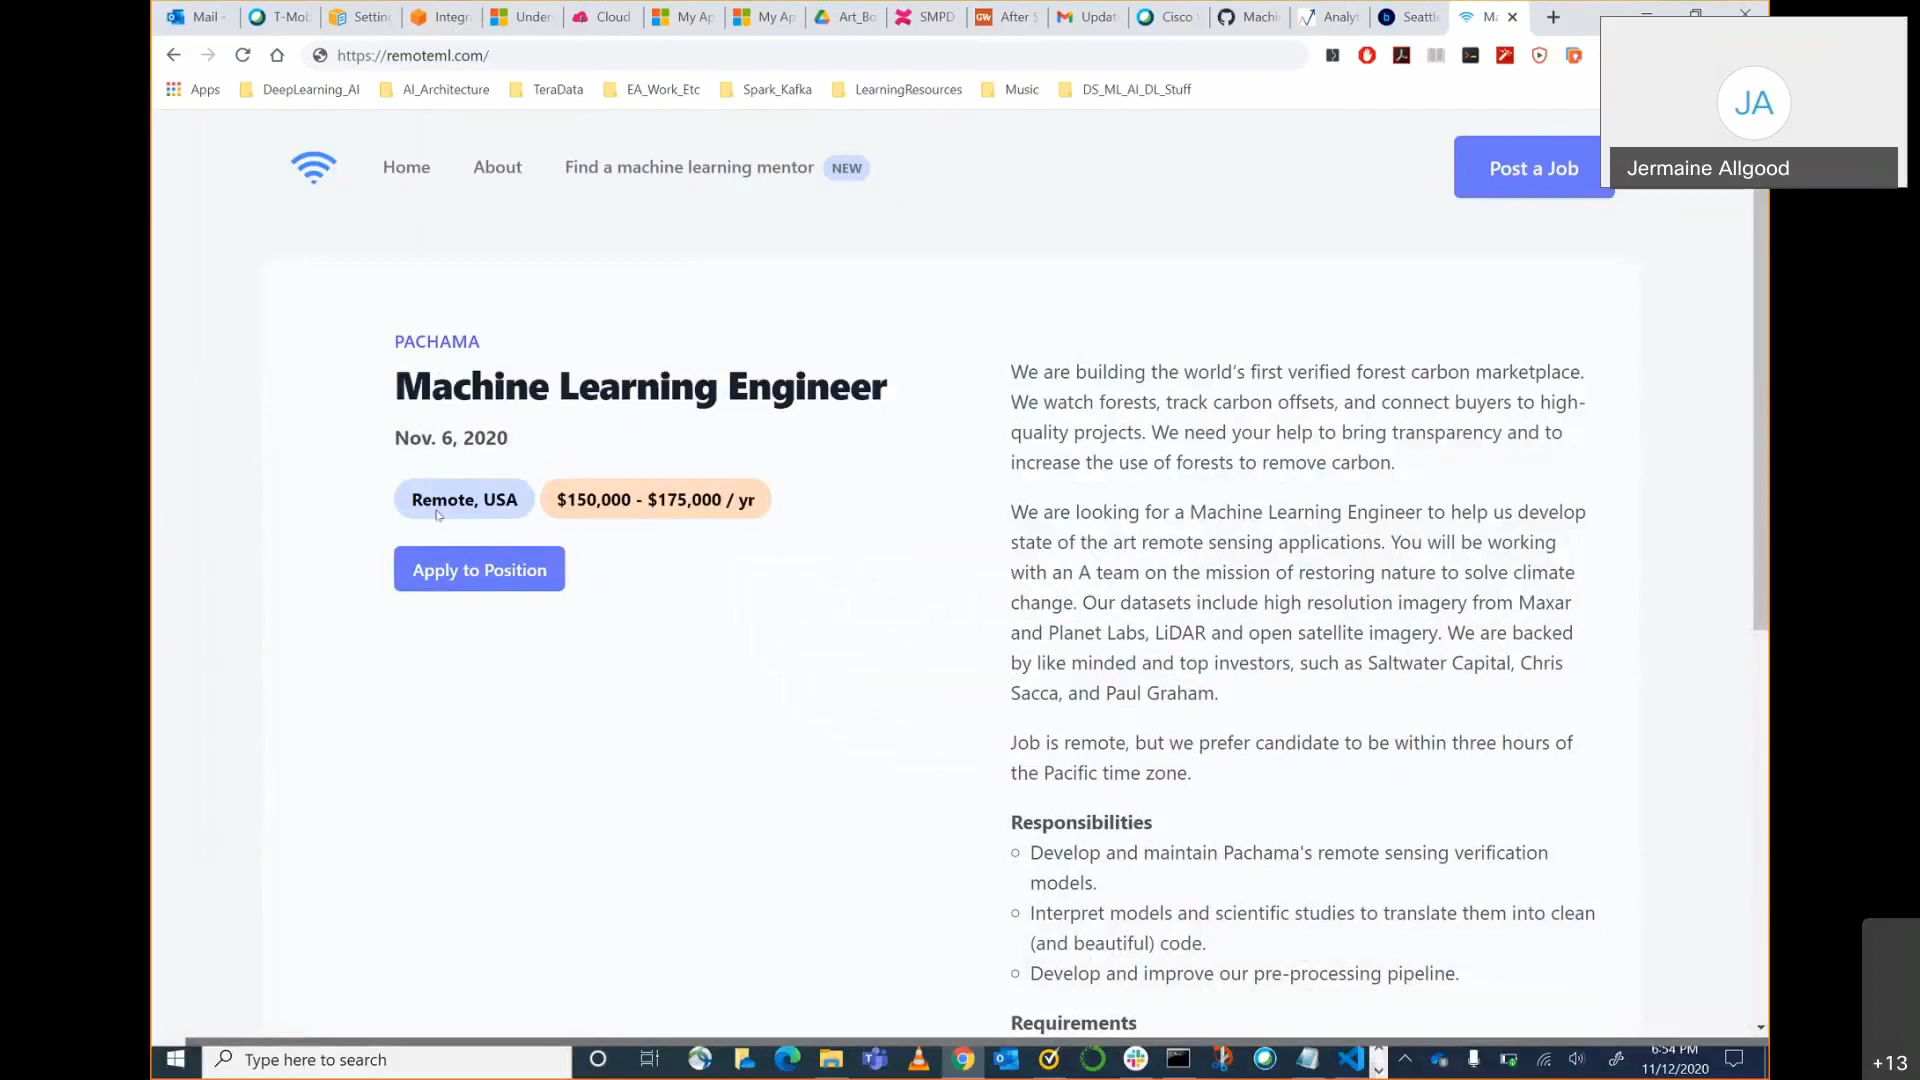 Mail -
T-Mob
Setting
Integr
Under
Cloud
My Ap
My Ap
Art_Bo
SMPD
After S
Updat
Cisco
Machi
Analyt
Seattl
Ma
https://remoteml.com/
Apps
DeepLearning_AI
AI_Architecture
TeraData
EA_Work_Etc
Spark_Kafka
LearningResources
Music
DS_ML_AI_DL_Stuff
JA
Jermaine Allgood
Home
About
Find a machine learning mentor
NEW
Post a Job
PACHAMA
Machine Learning Engineer
Nov. 6, 2020
Remote, USA
$150,000 - $175,000 / yr
Apply to Position
We are building the world's first verified forest carbon marketplace.
We watch forests, track carbon offsets, and connect buyers to high-
quality projects. We need your help to bring transparency and to
increase the use of forests to remove carbon.
We are looking for a Machine Learning Engineer to help us develop
state of the art remote sensing applications. You will be working
with an A team on the mission of restoring nature to solve climate
change. Our datasets include high resolution imagery from Maxar
and Planet Labs, LiDAR and open satellite imagery. We are backed
by like minded and top investors, such as Saltwater Capital, Chris
Sacca, and Paul Graham.
Job is remote, but we prefer candidate to be within three hours of
the Pacific time zone.
Responsibilities
Develop and maintain Pachama's remote sensing verification
models.
Interpret models and scientific studies to translate them into clean
(and beautiful) code.
Develop and improve our pre-processing pipeline.
Requirements
Type here to search
6:54 PM
11/12/2020
+13